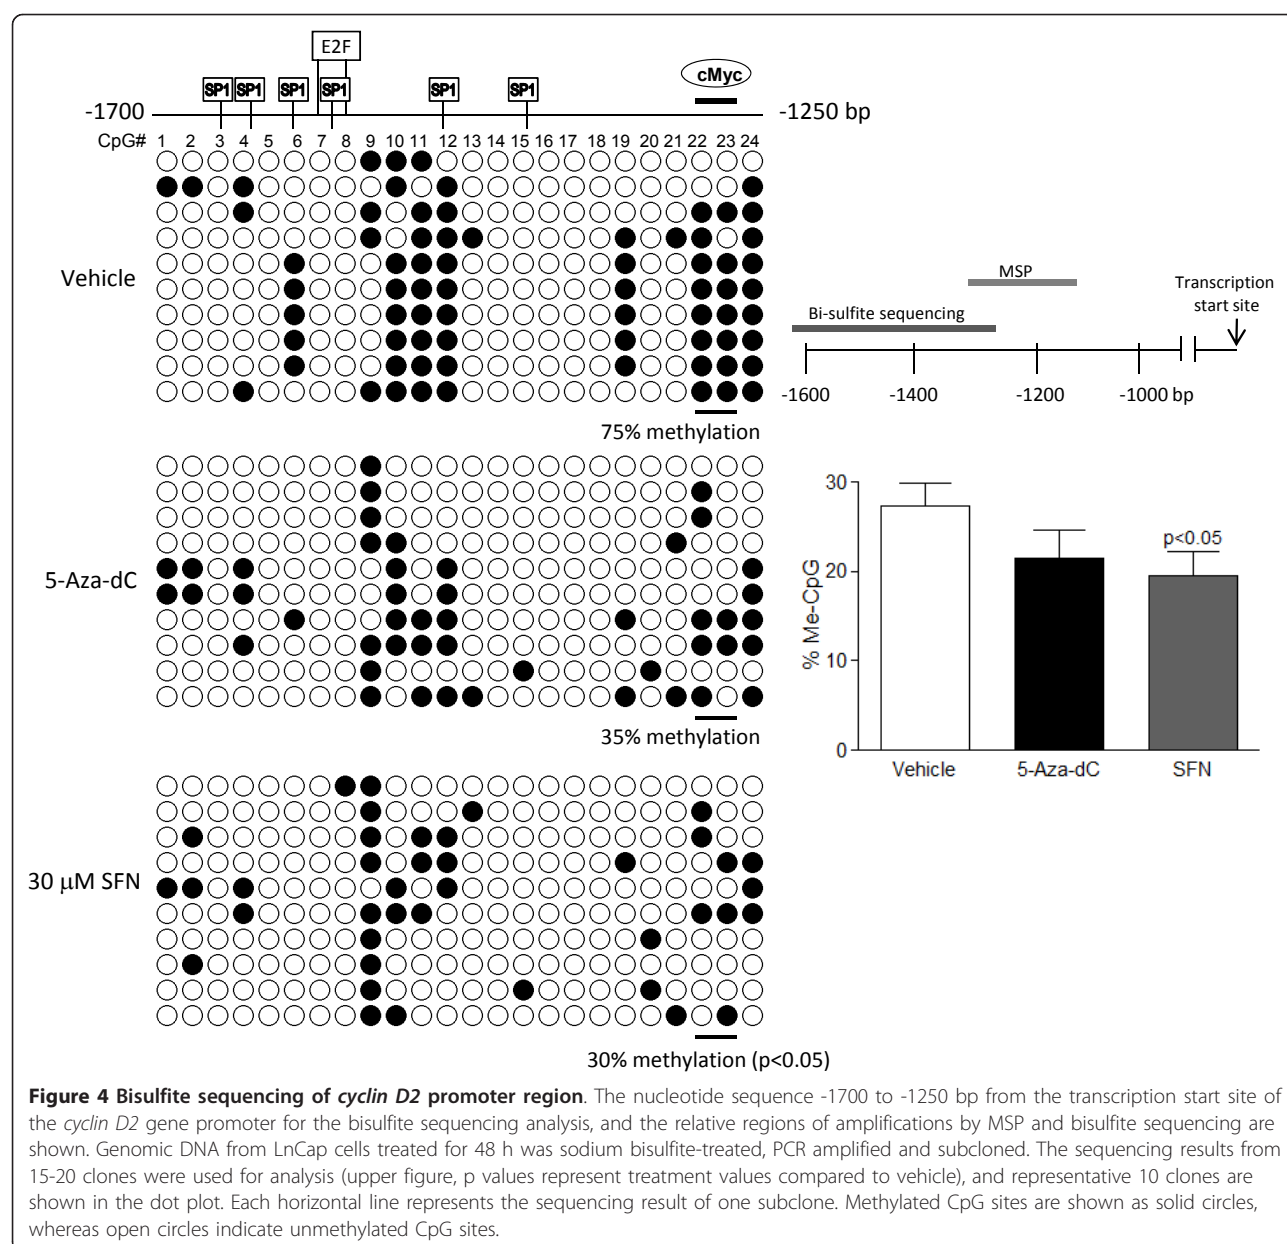 E2F
SP1 SP1 SP1 SP1 SP1 SP1 cMyc
-1700 -1250 bp
CpG# 1 2 3 4 5 6 7 8 9 10 11 12 13 14 15 16 17 18 19 20 21 22 23 24
Vehicle
75% methylation
5-Aza-dC
35% methylation
30 µM SFN
30% methylation (p<0.05)
MSP
Transcription
start site
Bi-sulfite sequencing
-1600 -1400 -1200 -1000 bp
% Me-CpG
30
20
10
0
p<0.05
Vehicle 5-Aza-dC SFN
Figure 4 Bisulfite sequencing of cyclin D2 promoter region. The nucleotide sequence -1700 to -1250 bp from the transcription start site of
the cyclin D2 gene promoter for the bisulfite sequencing analysis, and the relative regions of amplifications by MSP and bisulfite sequencing are
shown. Genomic DNA from LnCap cells treated for 48 h was sodium bisulfite-treated, PCR amplified and subcloned. The sequencing results from
15-20 clones were used for analysis (upper figure, p values represent treatment values compared to vehicle), and representative 10 clones are
shown in the dot plot. Each horizontal line represents the sequencing result of one subclone. Methylated CpG sites are shown as solid circles,
whereas open circles indicate unmethylated CpG sites.